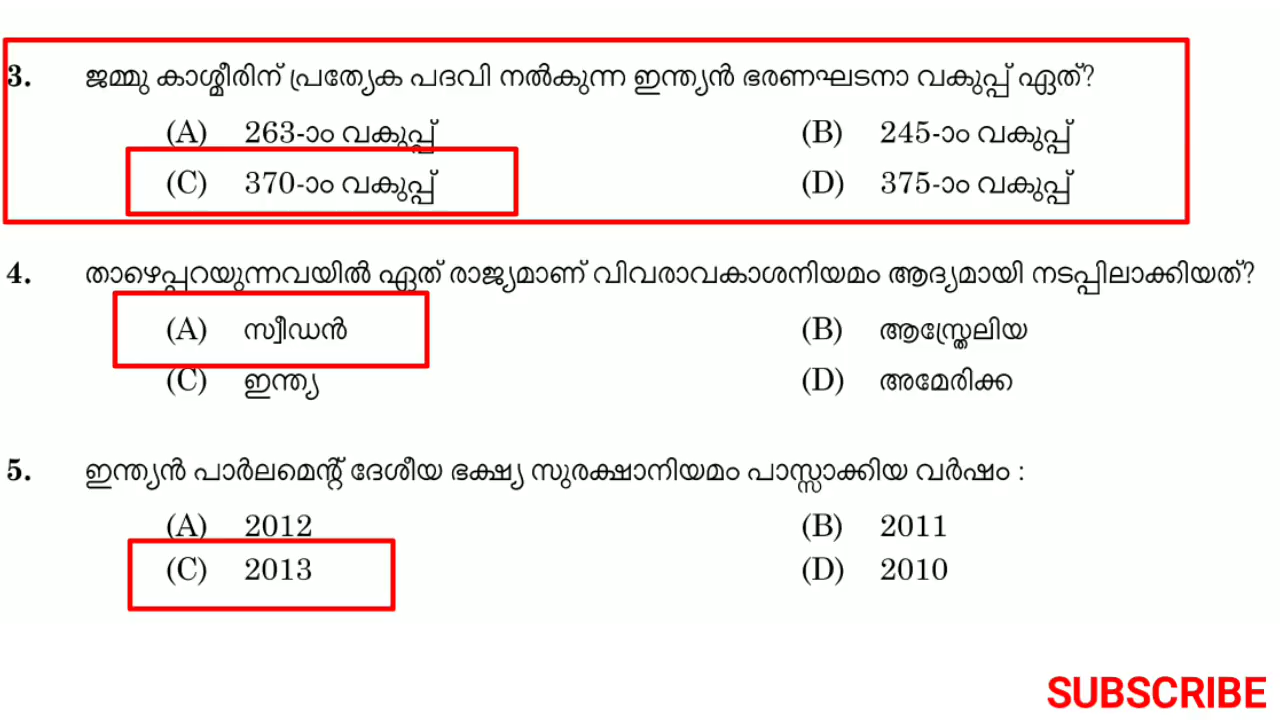 3. ജമ്മു കാശ്മീരിന് പ്രത്യേക പദവി നൽകുന്ന ഇന്ത്യൻ ഭരണഘടനാ വകുപ്പ് ഏത്?
(A) 263-ാം വകുപ്പ് (B) 245-ാം വകുപ്പ്
(C) 370-ാം വകുപ്പ് (D) 375-ാം വകുപ്പ്
4. താഴെപ്പറയുന്നവയിൽ ഏത് രാജ്യമാണ് വിവരാവകാശനിയമം ആദ്യമായി നടപ്പിലാക്കിയത്?
(A) സ്വീഡൻ (B) ആസ്ത്രേലിയ
(C) ഇന്ത്യ (D) അമേരിക്ക
5. ഇന്ത്യൻ പാർലമെന്റ് ദേശീയ ഭക്ഷ്യ സുരക്ഷാനിയമം പാസ്സാക്കിയ വർഷം :
(A) 2012 (B) 2011
(C) 2013 (D) 2010
SUBSCRIBE